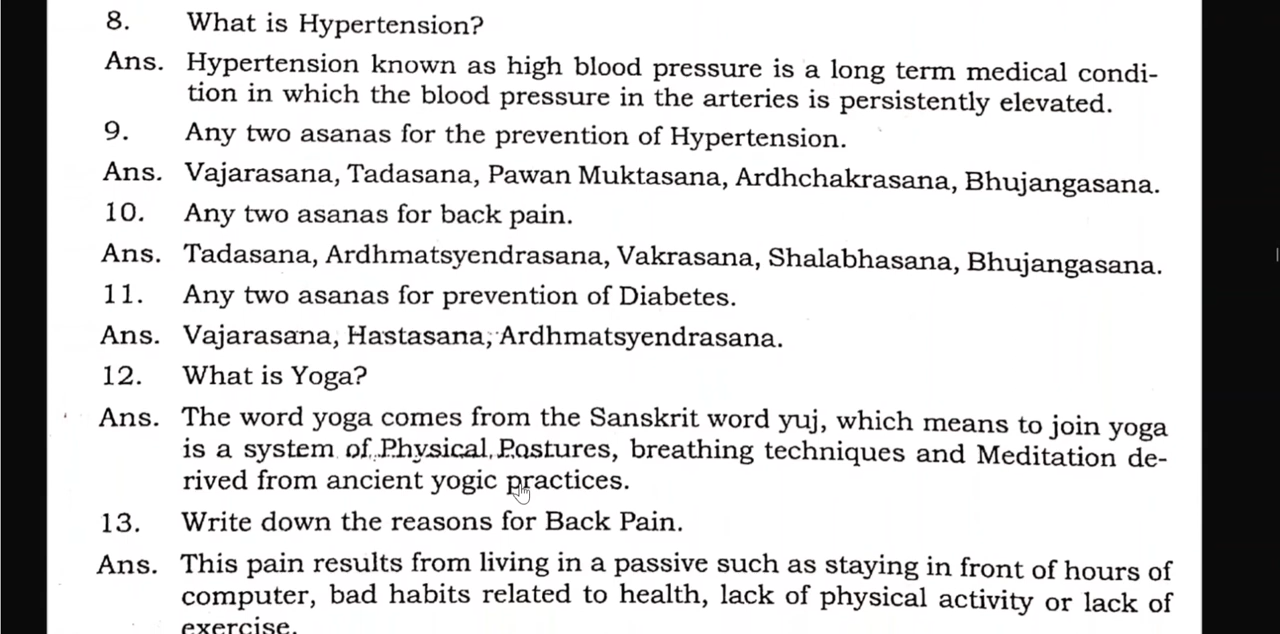 8. What is Hypertension?
Ans. Hypertension known as high blood pressure is a long term medical condi-
tion in which the blood pressure in the arteries is persistently elevated.
9. Any two asanas for the prevention of Hypertension.
Ans. Vajarasana, Tadasana, Pawan Muktasana, Ardhchakrasana, Bhujangasana.
10. Any two asanas for back pain.
Ans. Tadasana, Ardhmatsyendrasana, Vakrasana, Shalabhasana, Bhujangasana.
11. Any two asanas for prevention of Diabetes.
Ans. Vajarasana, Hastasana, Ardhmatsyendrasana.
12. What is Yoga?
Ans. The word yoga comes from the Sanskrit word yuj, which means to join yoga
is a system of Physical Postures, breathing techniques and Meditation de-
rived from ancient yogic practices.
13. Write down the reasons for Back Pain.
Ans. This pain results from living in a passive such as staying in front of hours of
computer, bad habits related to health, lack of physical activity or lack of
exercise.